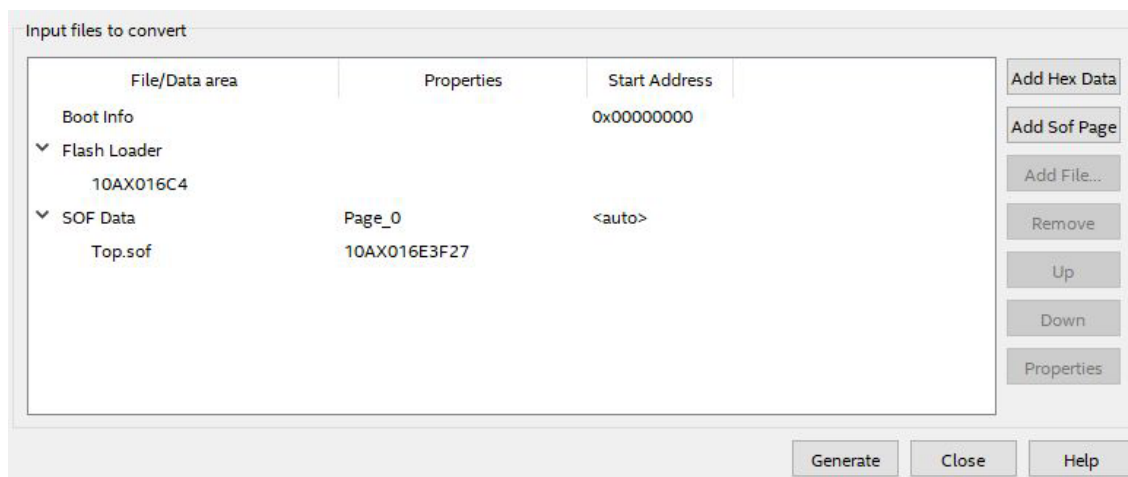 Input files to convert
File/Data area Properties Start Address
Boot Info 0x00000000
Flash Loader
10AX016C4
SOF Data Page_0 <auto>
Top.sof 10AX016E3F27
Add Hex Data
Add Sof Page
Add File...
Remove
Up
Down
Properties
Generate Close Help